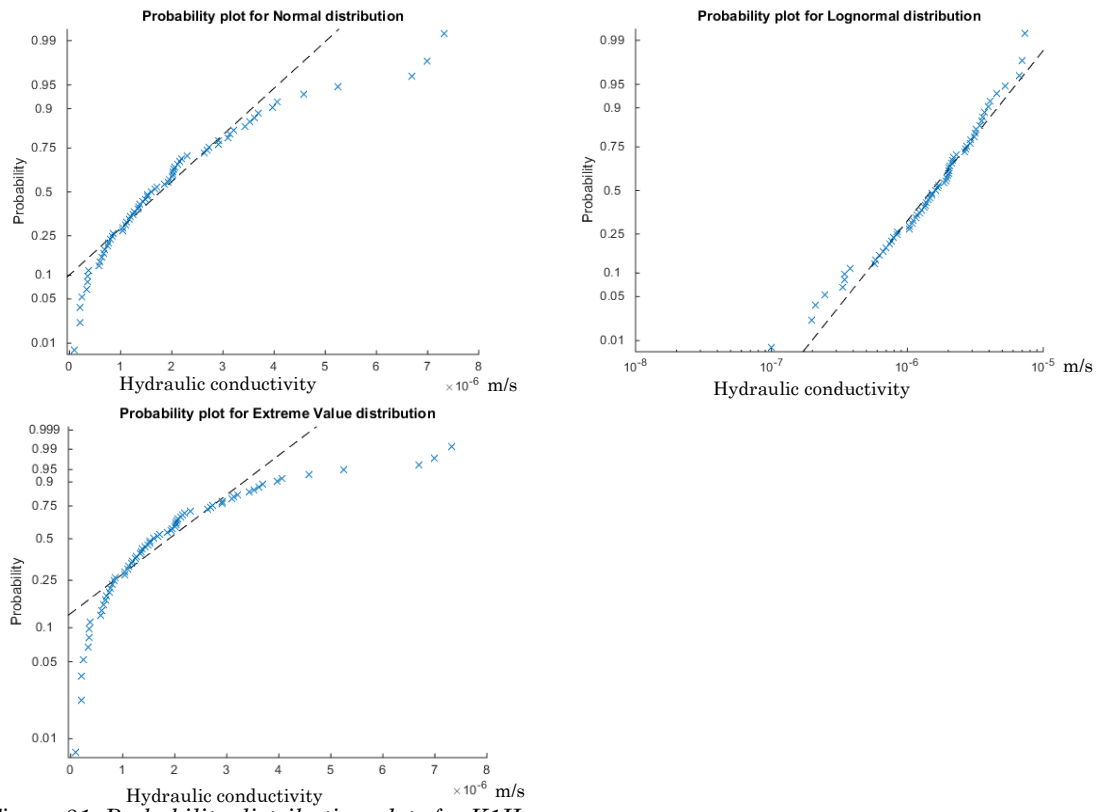 Probability plot for Normal distribution
0.99
0.95
0.9
0.75
0.5
0.25
0.1
0.05
0.01
Probability
0 1 2 3 4 5 6 7 8
×10⁻⁶ m/s
Hydraulic conductivity
Probability plot for Lognormal distribution
0.99
0.95
0.9
0.75
0.5
0.25
0.1
0.05
0.01
Probability
10⁻⁸ 10⁻⁷ 10⁻⁶ 10⁻⁵ m/s
Hydraulic conductivity
Probability plot for Extreme Value distribution
0.999
0.99
0.95
0.9
0.75
0.5
0.25
0.1
0.05
0.01
Probability
0 1 2 3 4 5 6 7 8
×10⁻⁶ m/s
Hydraulic conductivity
Probability distribution plots for K1H